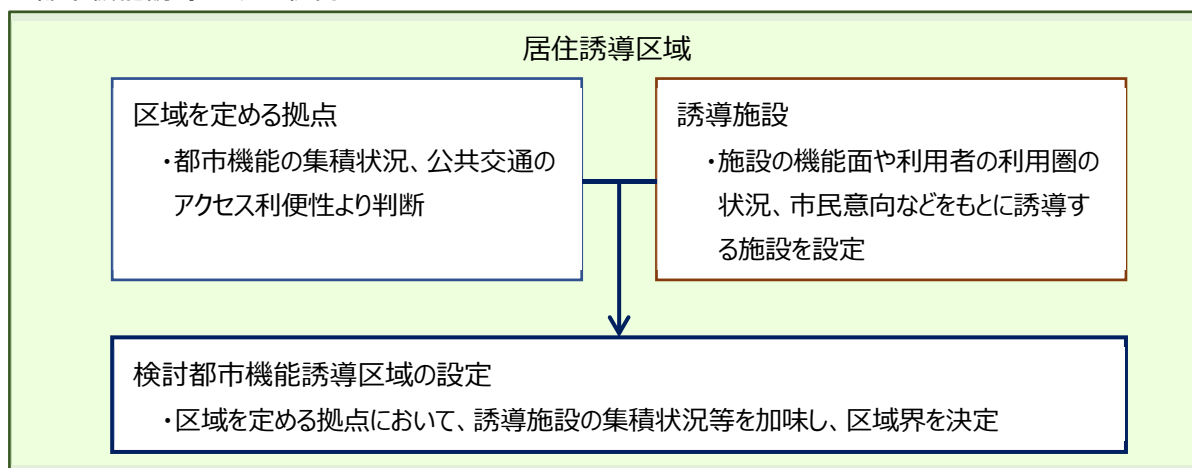 居住誘導区域
区域を定める拠点
・都市機能の集積状況、公共交通の
アクセス利便性より判断
誘導施設
・施設の機能面や利用者の利用圏の
状況、市民意向などをもとに誘導す
る施設を設定
検討都市機能誘導区域の設定
・区域を定める拠点において、誘導施設の集積状況等を加味し、区域界を決定